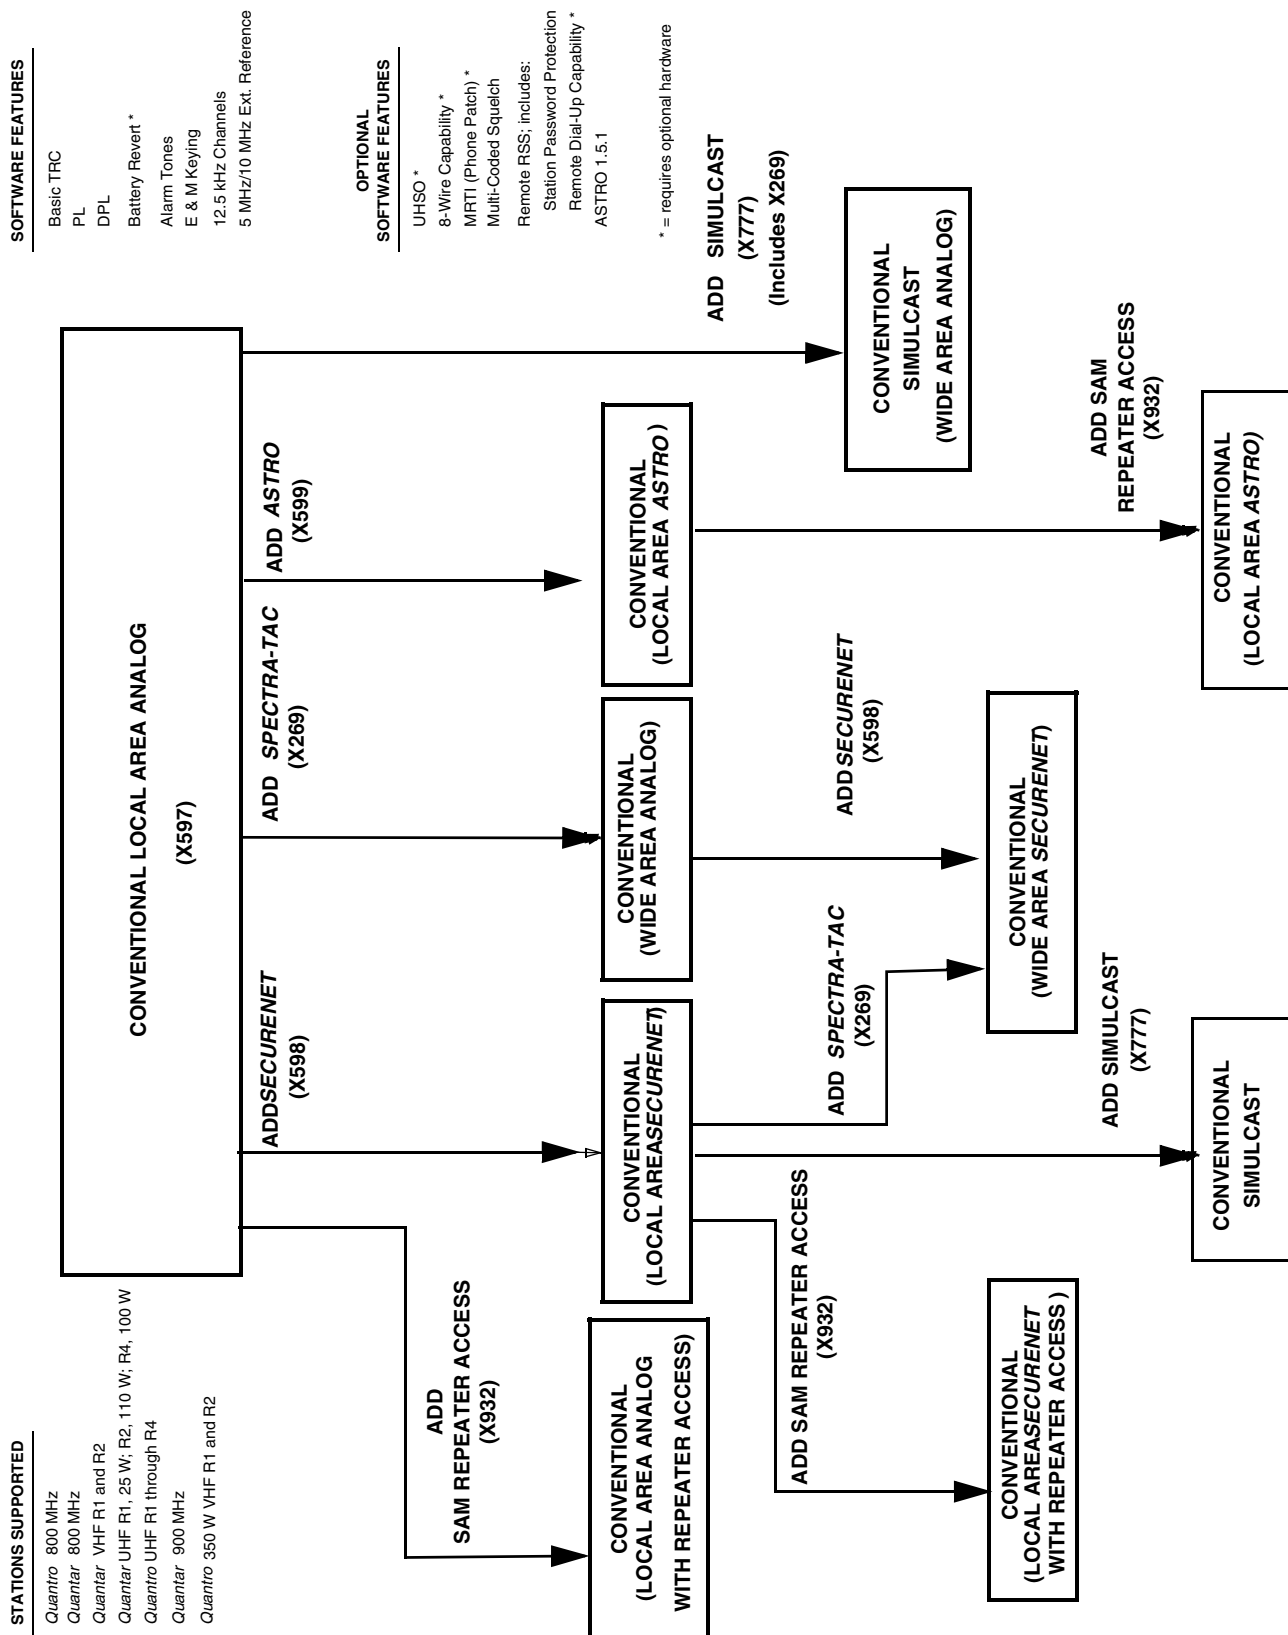 STATIONS SUPPORTED
Quantro 800 MHz
Quantar 800 MHz
Quantar VHF R1 and R2
Quantar UHF R1, 25 W; R2, 110 W; R4, 100 W
Quantro UHF R1 through R4
Quantar 900 MHz
Quantro 350 W VHF R1 and R2
CONVENTIONAL LOCAL AREA ANALOG
(X597)
SOFTWARE FEATURES
Basic TRC
PL
DPL
Battery Revert *
Alarm Tones
E & M Keying
12.5 kHz Channels
5 MHz/10 MHz Ext. Reference
OPTIONAL
SOFTWARE FEATURES
UHSO *
8-Wire Capability *
MRTI (Phone Patch) *
Multi-Coded Squelch
Remote RSS; includes:
Station Password Protection
Remote Dial-Up Capability *
ASTRO 1.5.1
* = requires optional hardware
ADD
SAM REPEATER ACCESS
(X932)
ADDSECURENET
(X598)
ADD SPECTRA-TAC
(X269)
ADD ASTRO
(X599)
ADD SIMULCAST
(X777)
(Includes X269)
CONVENTIONAL
(LOCAL AREA ANALOG
WITH REPEATER ACCESS)
CONVENTIONAL
(LOCAL AREASECURENET)
CONVENTIONAL
(WIDE AREA ANALOG)
CONVENTIONAL
(LOCAL AREA ASTRO )
CONVENTIONAL
SIMULCAST
(WIDE AREA ANALOG)
ADD SAM REPEATER ACCESS
(X932)
ADD SPECTRA-TAC
(X269)
ADDSECURENET
(X598)
CONVENTIONAL
(LOCAL AREASECURENET
WITH REPEATER ACCESS )
CONVENTIONAL
(WIDE AREA SECURENET)
ADD SIMULCAST
(X777)
ADD SAM
REPEATER ACCESS
(X932)
CONVENTIONAL
SIMULCAST
CONVENTIONAL
(LOCAL AREA ASTRO)